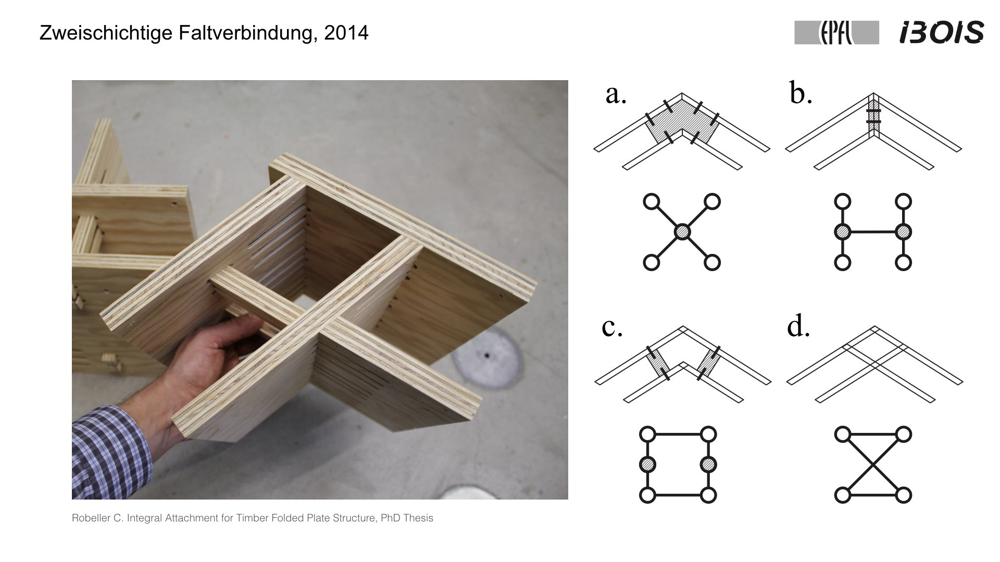 Zweischichtige Faltverbindung, 2014
EPFL
iBOIS
a.
b.
c.
d.
Robeller C. Integral Attachment for Timber Folded Plate Structure, PhD Thesis